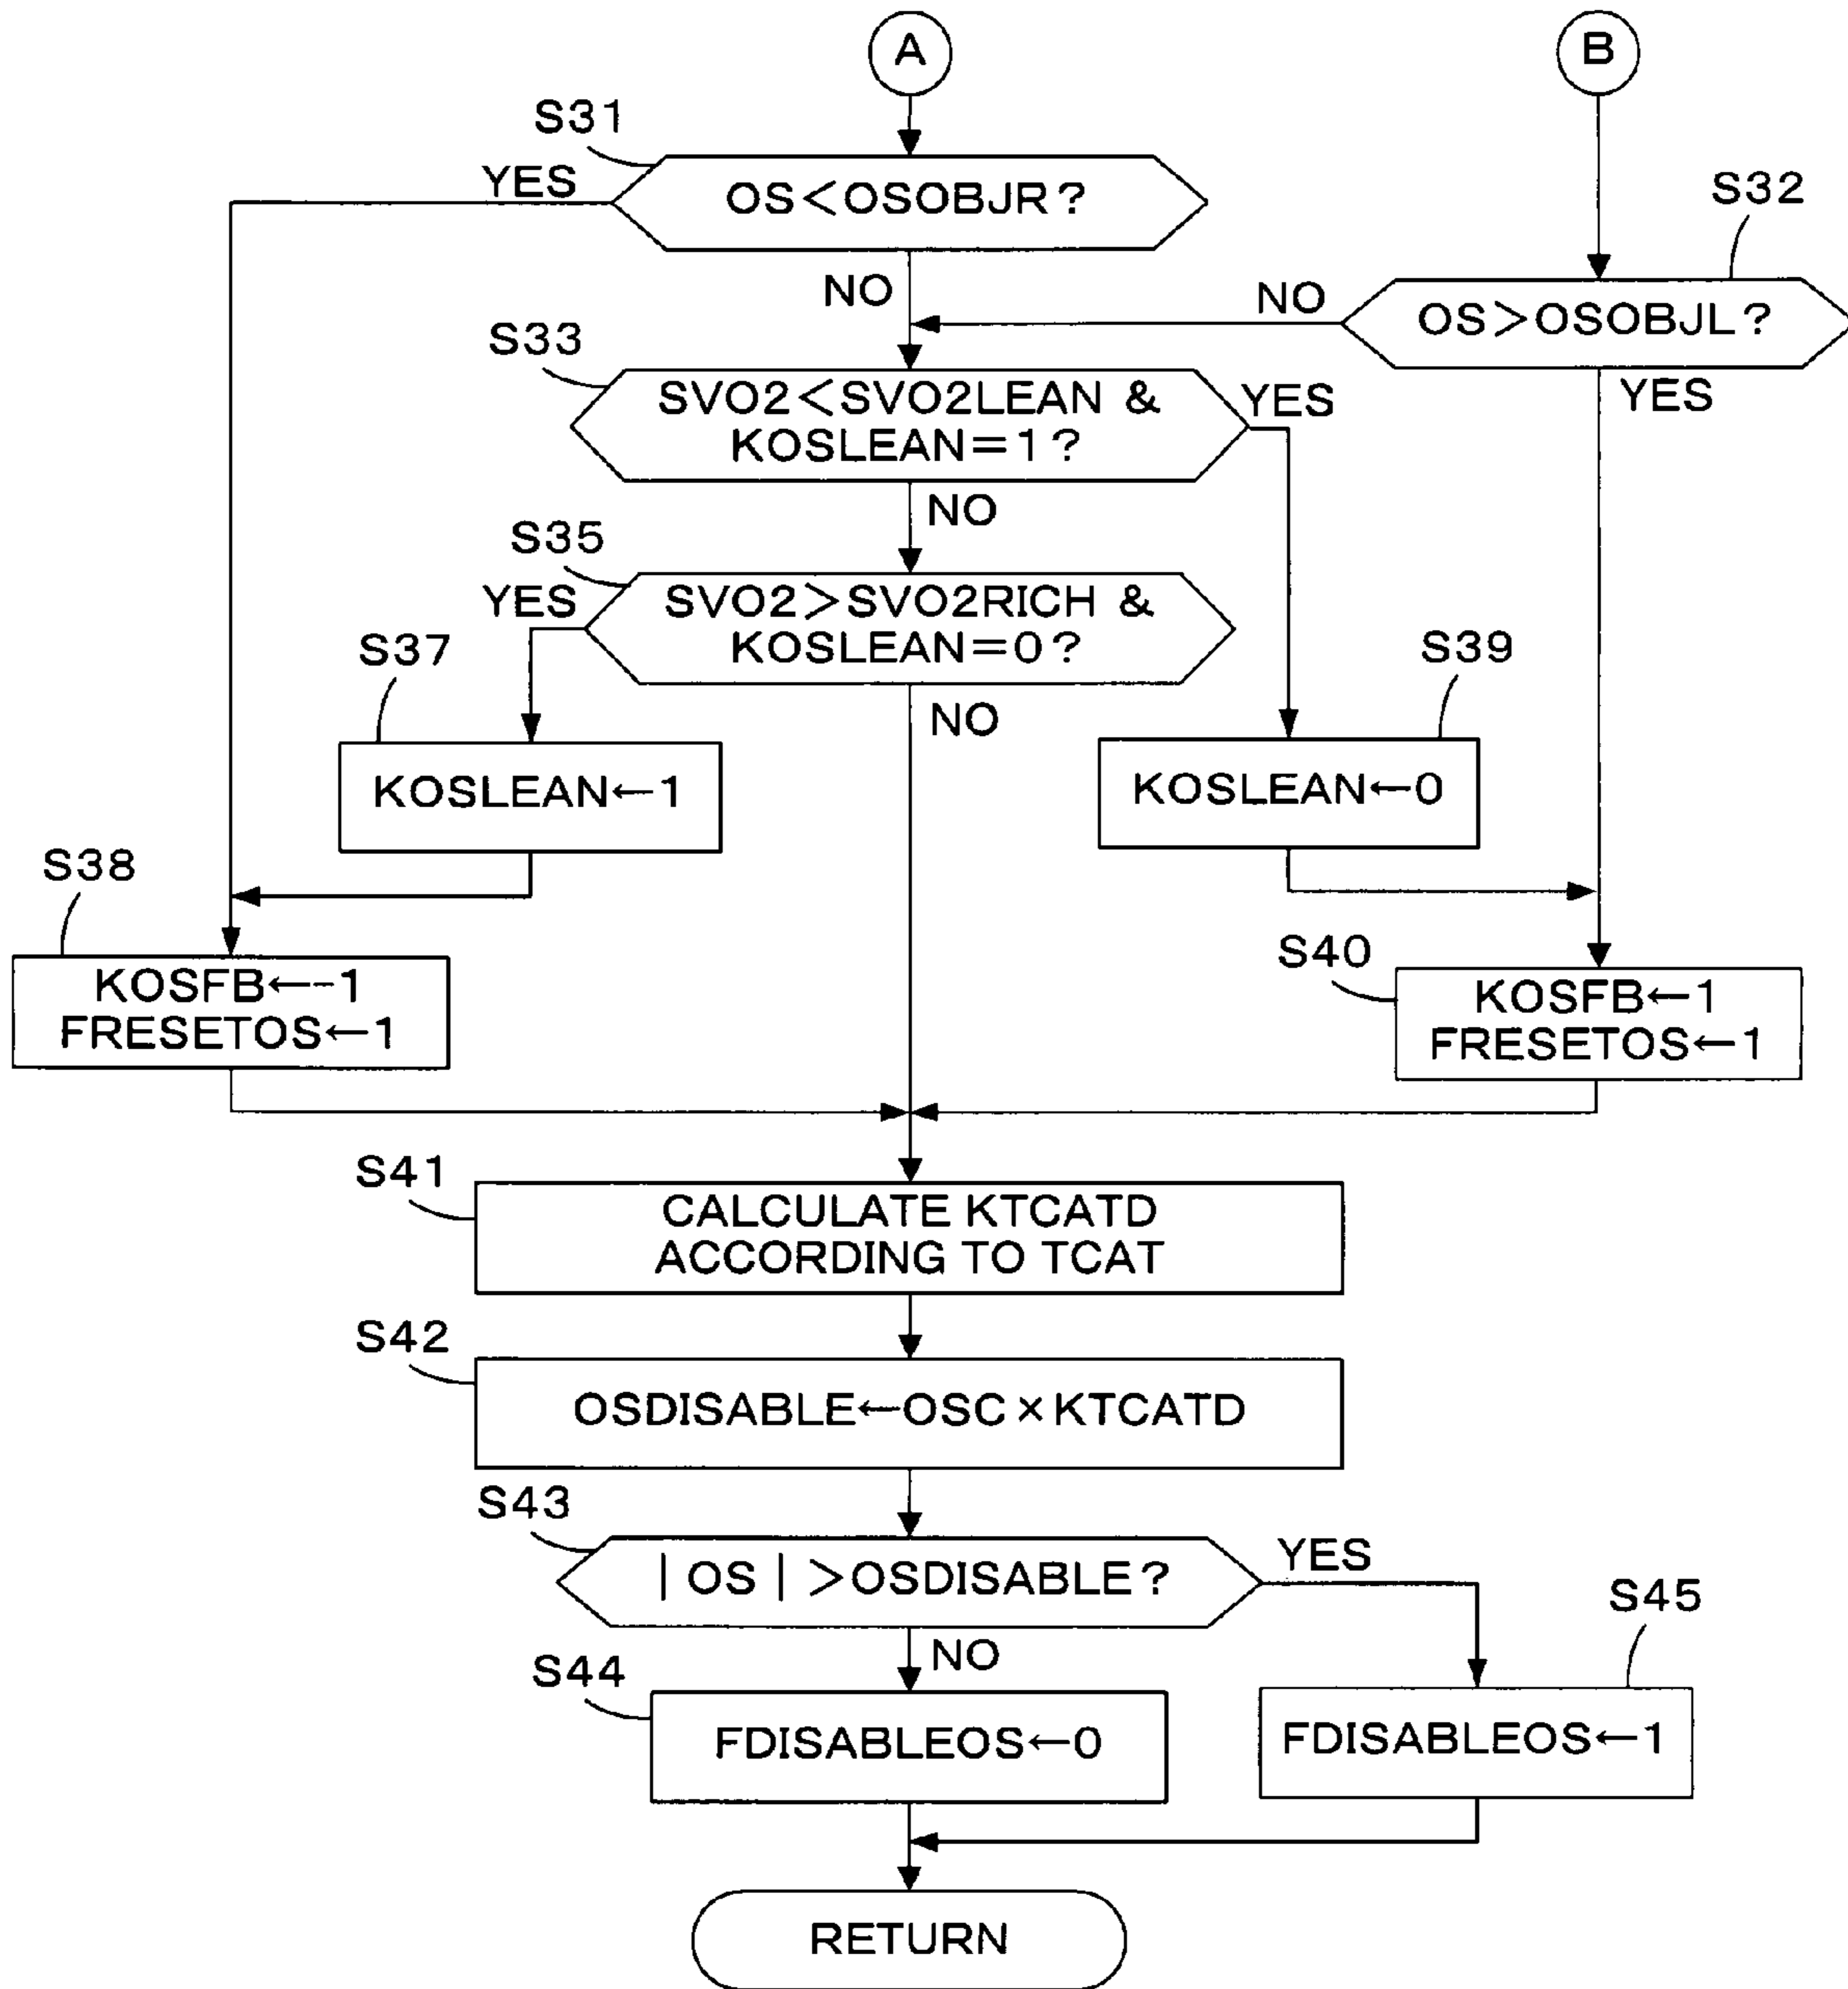 A
B
S31
YES
OS<OSOBJR?
S32
NO
NO
OS>OSOBJL?
S33
SVO2<SVO2LEAN &
KOSLEAN=1?
YES
YES
NO
S35
YES
SVO2>SVO2RICH &
KOSLEAN=0?
S37
S39
NO
KOSLEAN←1
KOSLEAN←0
S38
KOSFB←-1
FRESETOS←1
S40
KOSFB←1
FRESETOS←1
S41
CALCULATE KTCATD
ACCORDING TO TCAT
S42
OSDISABLE←OSC×KTCATD
S43
|OS|>OSDISABLE?
YES
S45
NO
S44
FDISABLEOS←0
FDISABLEOS←1
RETURN